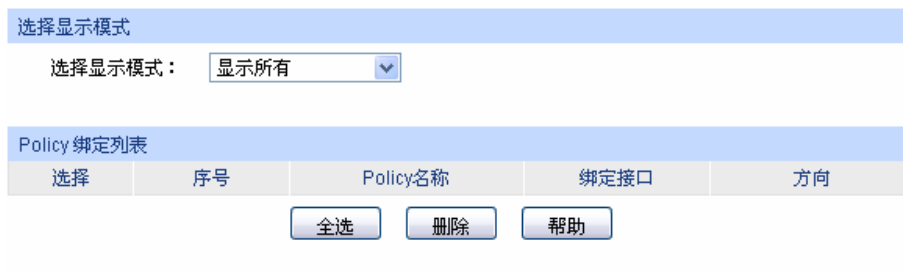 选择显示模式
选择显示模式： 显示所有
Policy 绑定列表
选择 序号 Policy名称 绑定接口 方向
全选 删除 帮助